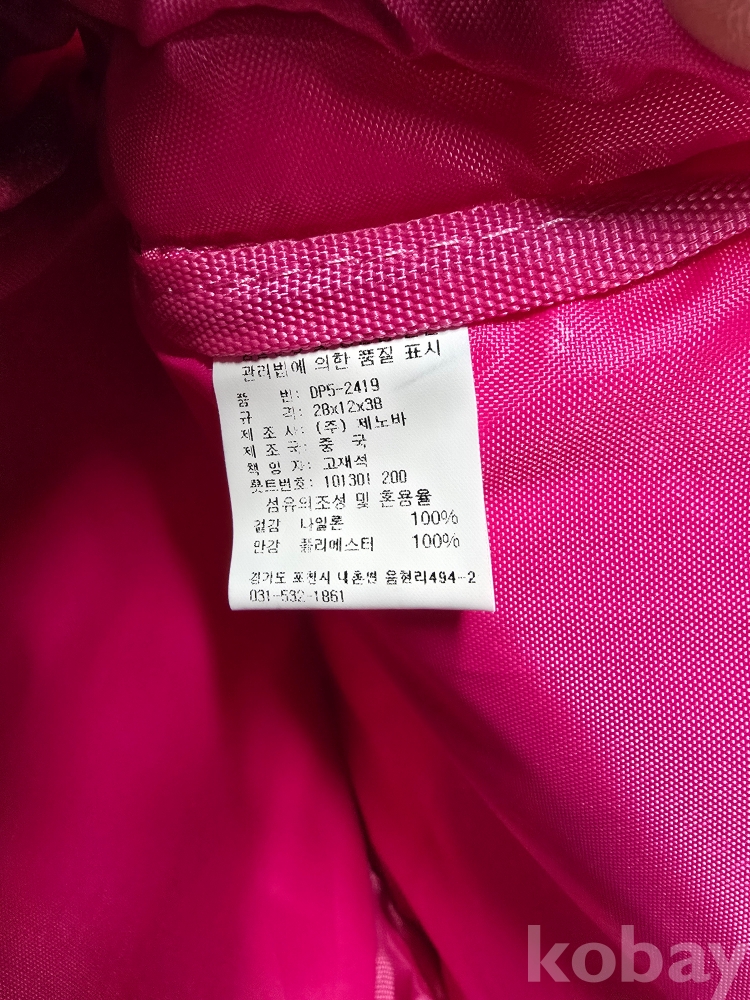 관리법에 의한 품질 표시
품 번: DP5-2419
규 격: 28x12x38
제 조 사: (주) 제노바
제 조 국: 중 국
책 임 자: 고재석
롯트번호: 101301 200
섬유의조성 및 혼용율
겉감 나일론 100%
안감 폴리에스터 100%
경기도 포천시 내촌면 음현리494-2
031-532-1861
kobay